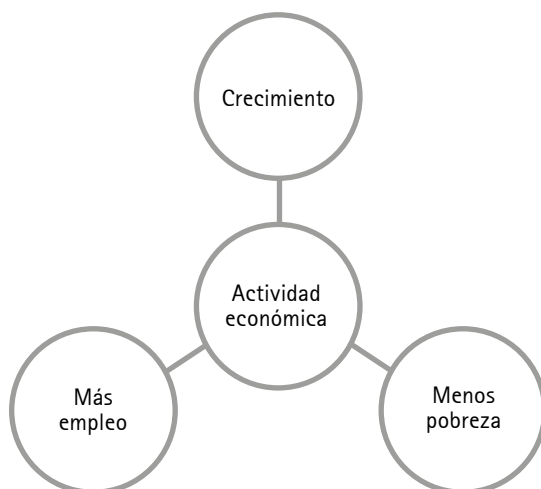 Crecimiento
Actividad
económica
Más
empleo
Menos
pobreza